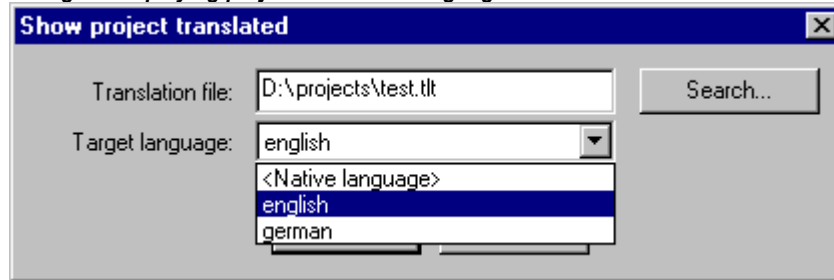 Show project translated
Translation file:
D:\projects\test.tlt
Search...
Target language:
english
<Native language>
english
german